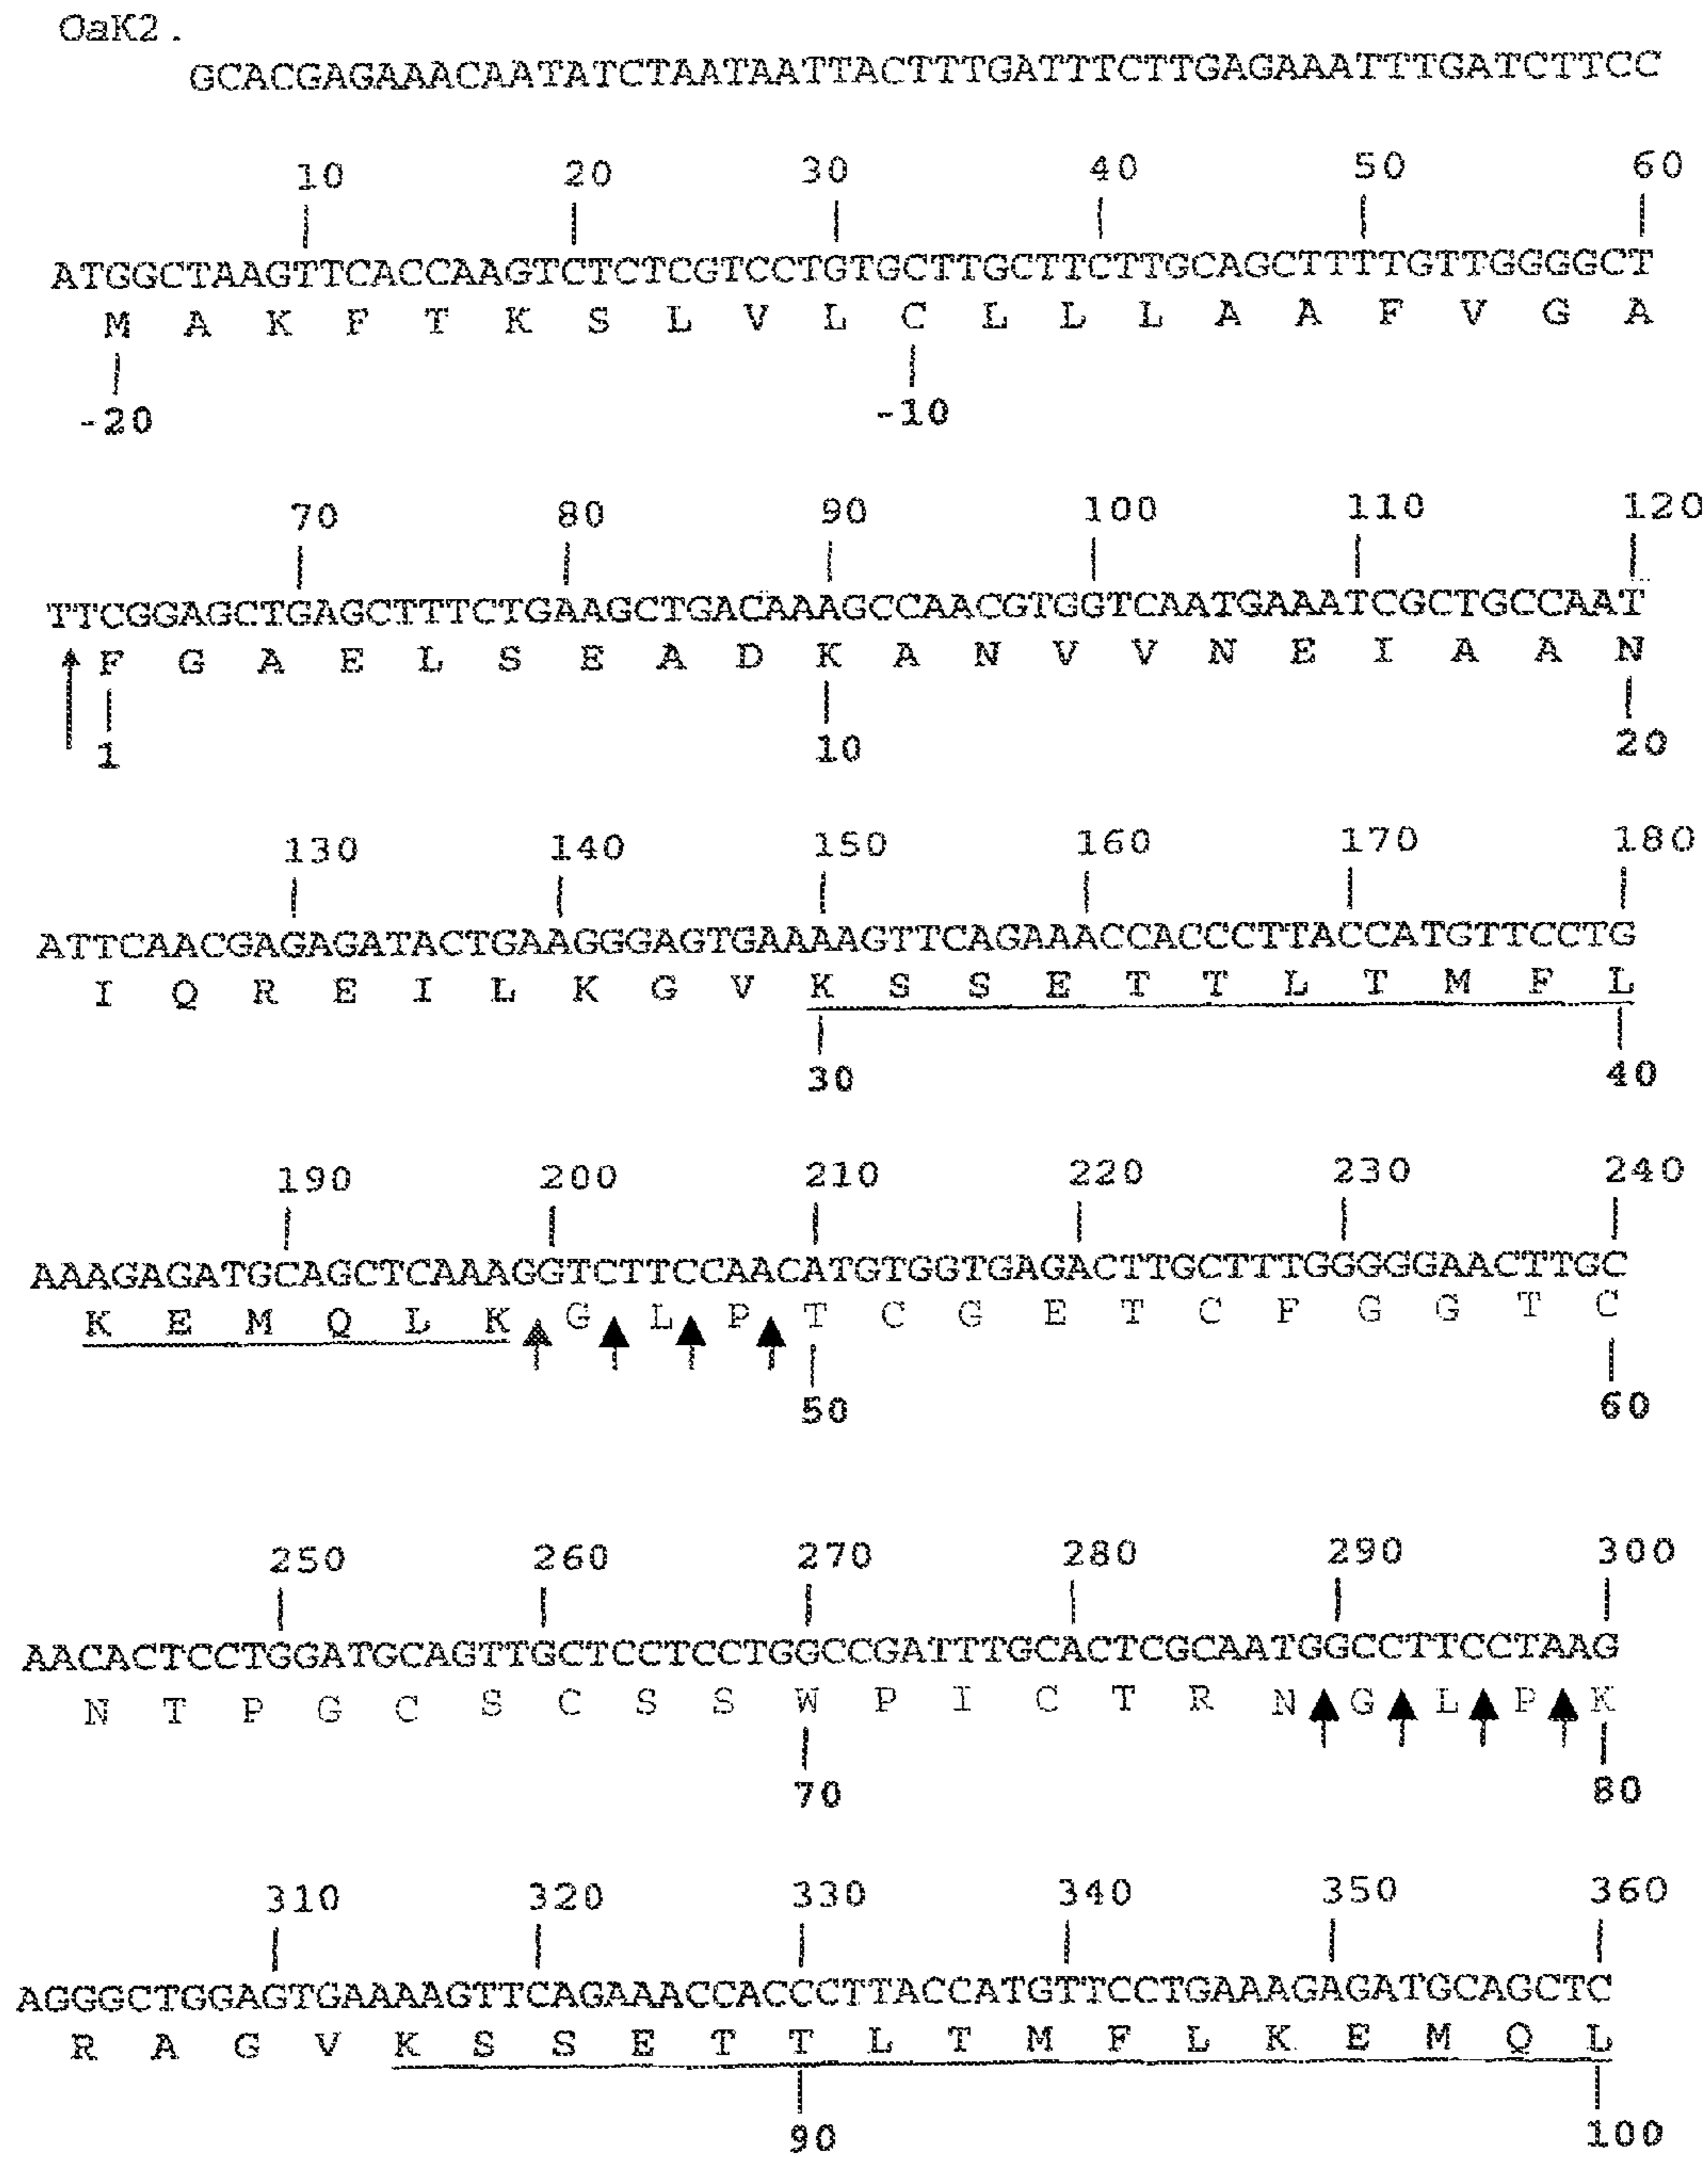 OaK2.
GCACGAGAAACAATATCTAATAATTACTTTGATTTCTTGAGAAATTTGATCTTCC
10 20 30 40 50 60
ATGGCTAAGTTCACCAAGTCTCTCGTCCTGTGCTTGCTTCTTGCAGCTTTTGTTGGGGCT
M A K F T K S L V L C L L L A A F V G A
-20 -10
70 80 90 100 110 120
TTCGGAGCTGAGCTTTCTGAAGCTGACAAAGCCAACGTGGTCAATGAAATCGCTGCCAAT
F G A E L S E A D K A N V V N E I A A N
1 10 20
130 140 150 160 170 180
ATTCAACGAGAGATACTGAAGGGAGTGAAAAGTTCAGAAACCACCCTTACCATGTTCCTG
I Q R E I L K G V K S S E T T L T M F L
30 40
190 200 210 220 230 240
AAAGAGATGCAGCTCAAAGGTCTTCCAACATGTGGTGAGACTTGCTTTGGGGGAACTTGC
K E M Q L K G L P T C G E T C F G G T C
50 60
250 260 270 280 290 300
AACACTCCTGGATGCAGTTGCTCCTCCTGGCCGATTTGCACTCGCAATGGCCTTCCTAAG
N T P G C S C S S W P I C T R N G L P K
70 80
310 320 330 340 350 360
AGGGCTGGAGTGAAAAGTTCAGAAACCACCCTTACCATGTTCCTGAAAGAGATGCAGCTC
R A G V K S S E T T L T M F L K E M Q L
90 100